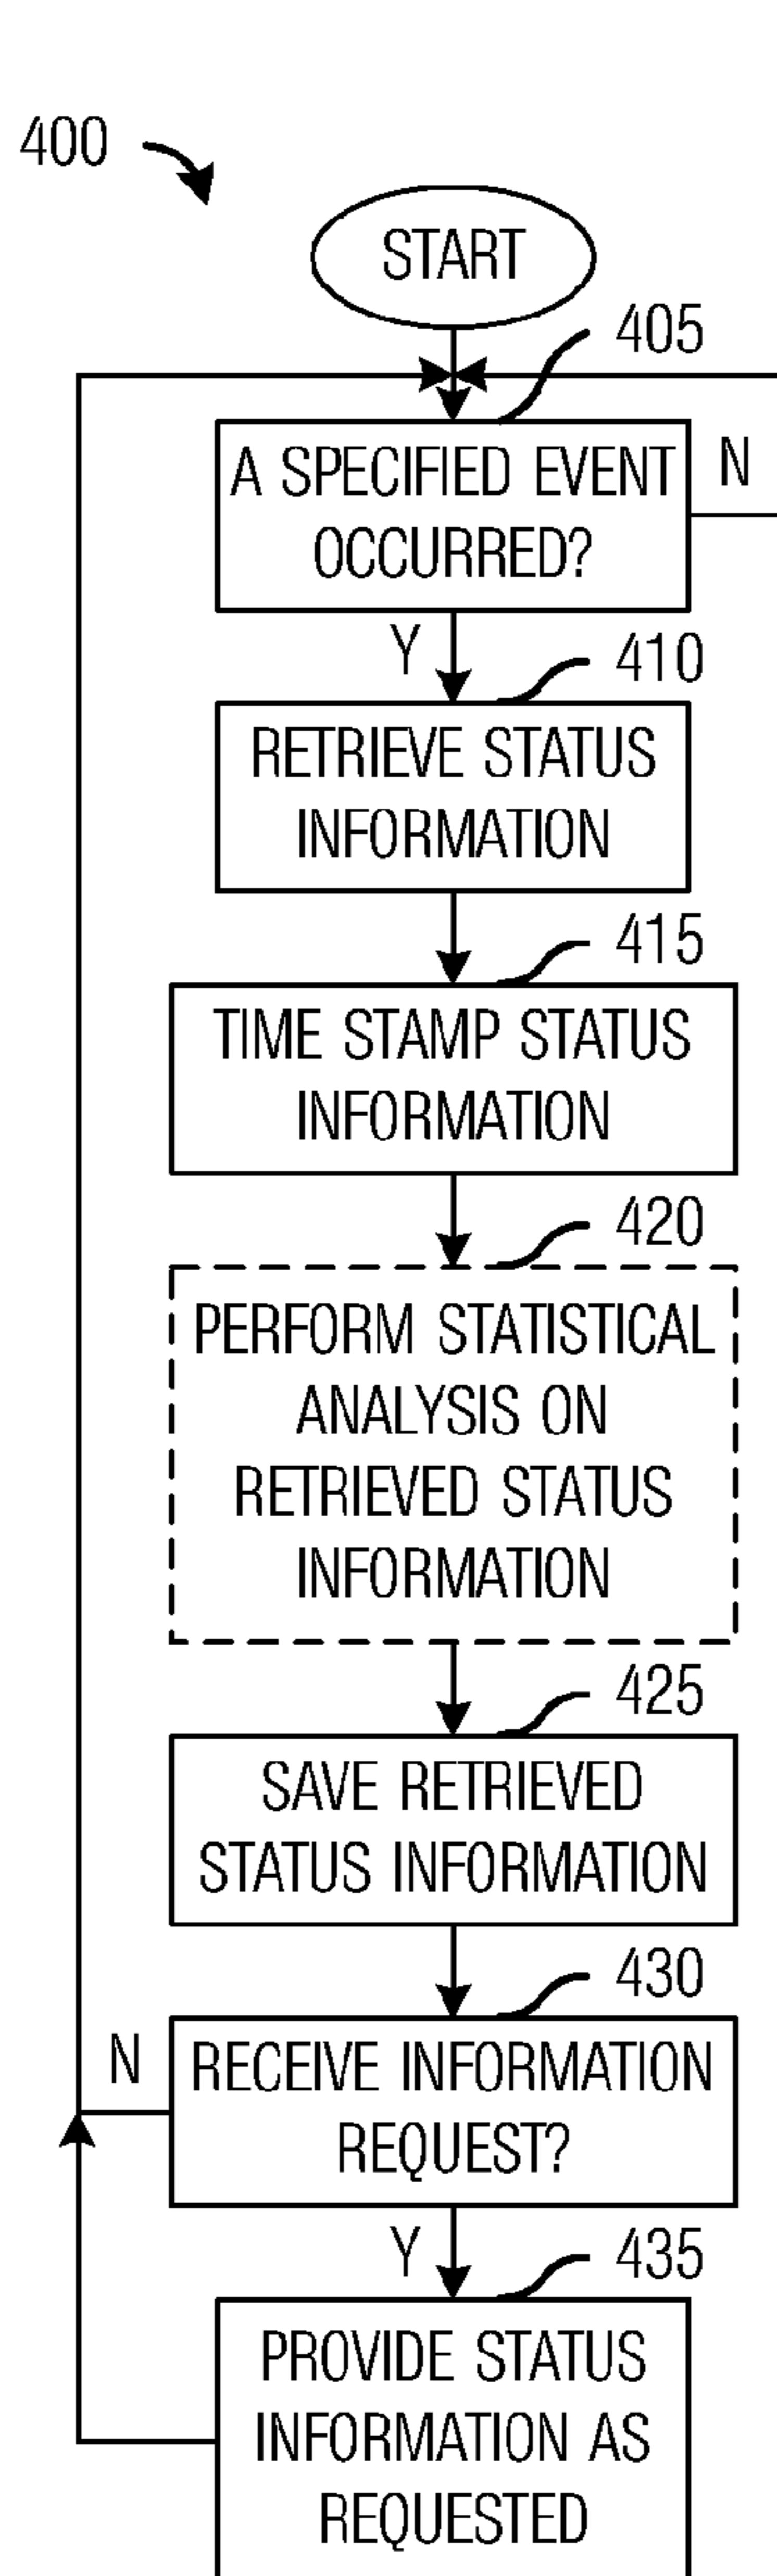 400
START
405
A SPECIFIED EVENT
OCCURRED?
N
Y
410
RETRIEVE STATUS
INFORMATION
415
TIME STAMP STATUS
INFORMATION
420
PERFORM STATISTICAL
ANALYSIS ON
RETRIEVED STATUS
INFORMATION
425
SAVE RETRIEVED
STATUS INFORMATION
430
N
RECEIVE INFORMATION
REQUEST?
Y
435
PROVIDE STATUS
INFORMATION AS
REQUESTED